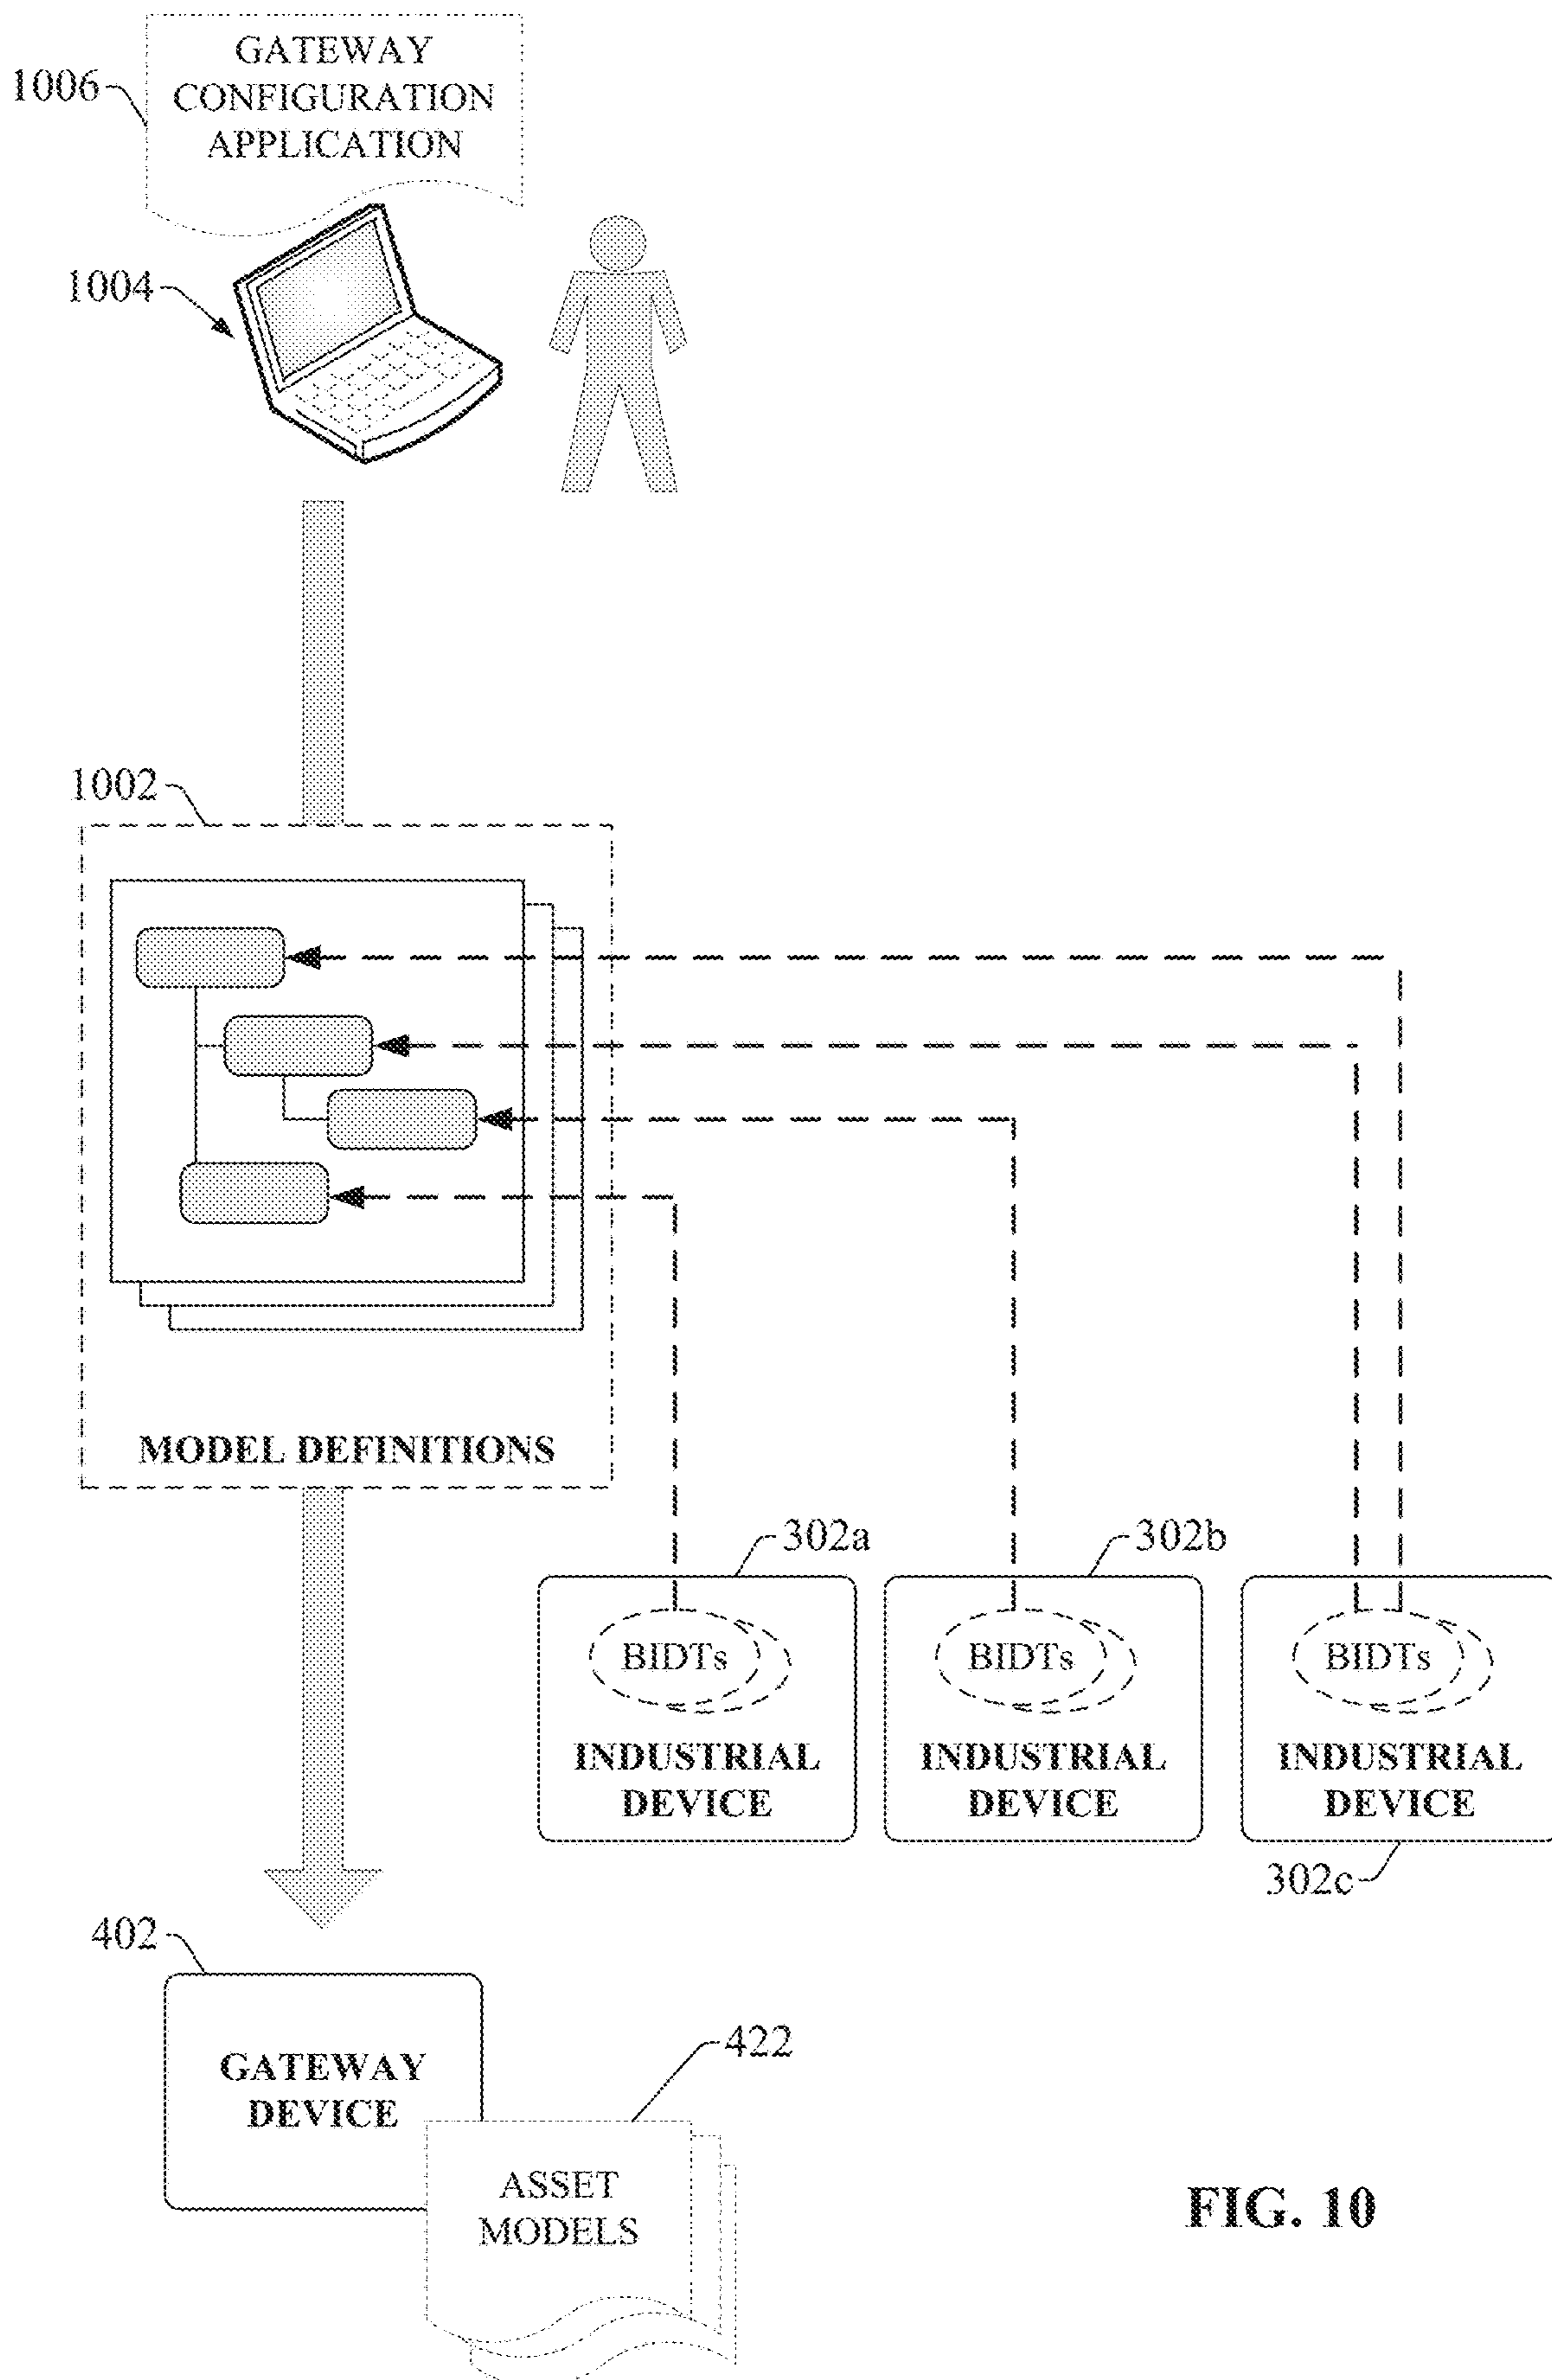 GATEWAY
CONFIGURATION
APPLICATION
1006
1004
1002
MODEL DEFINITIONS
302a
302b
BIDTs
INDUSTRIAL
DEVICE
BIDTs
INDUSTRIAL
DEVICE
BIDTs
INDUSTRIAL
DEVICE
302c
402
GATEWAY
DEVICE
422
ASSET
MODELS
FIG. 10